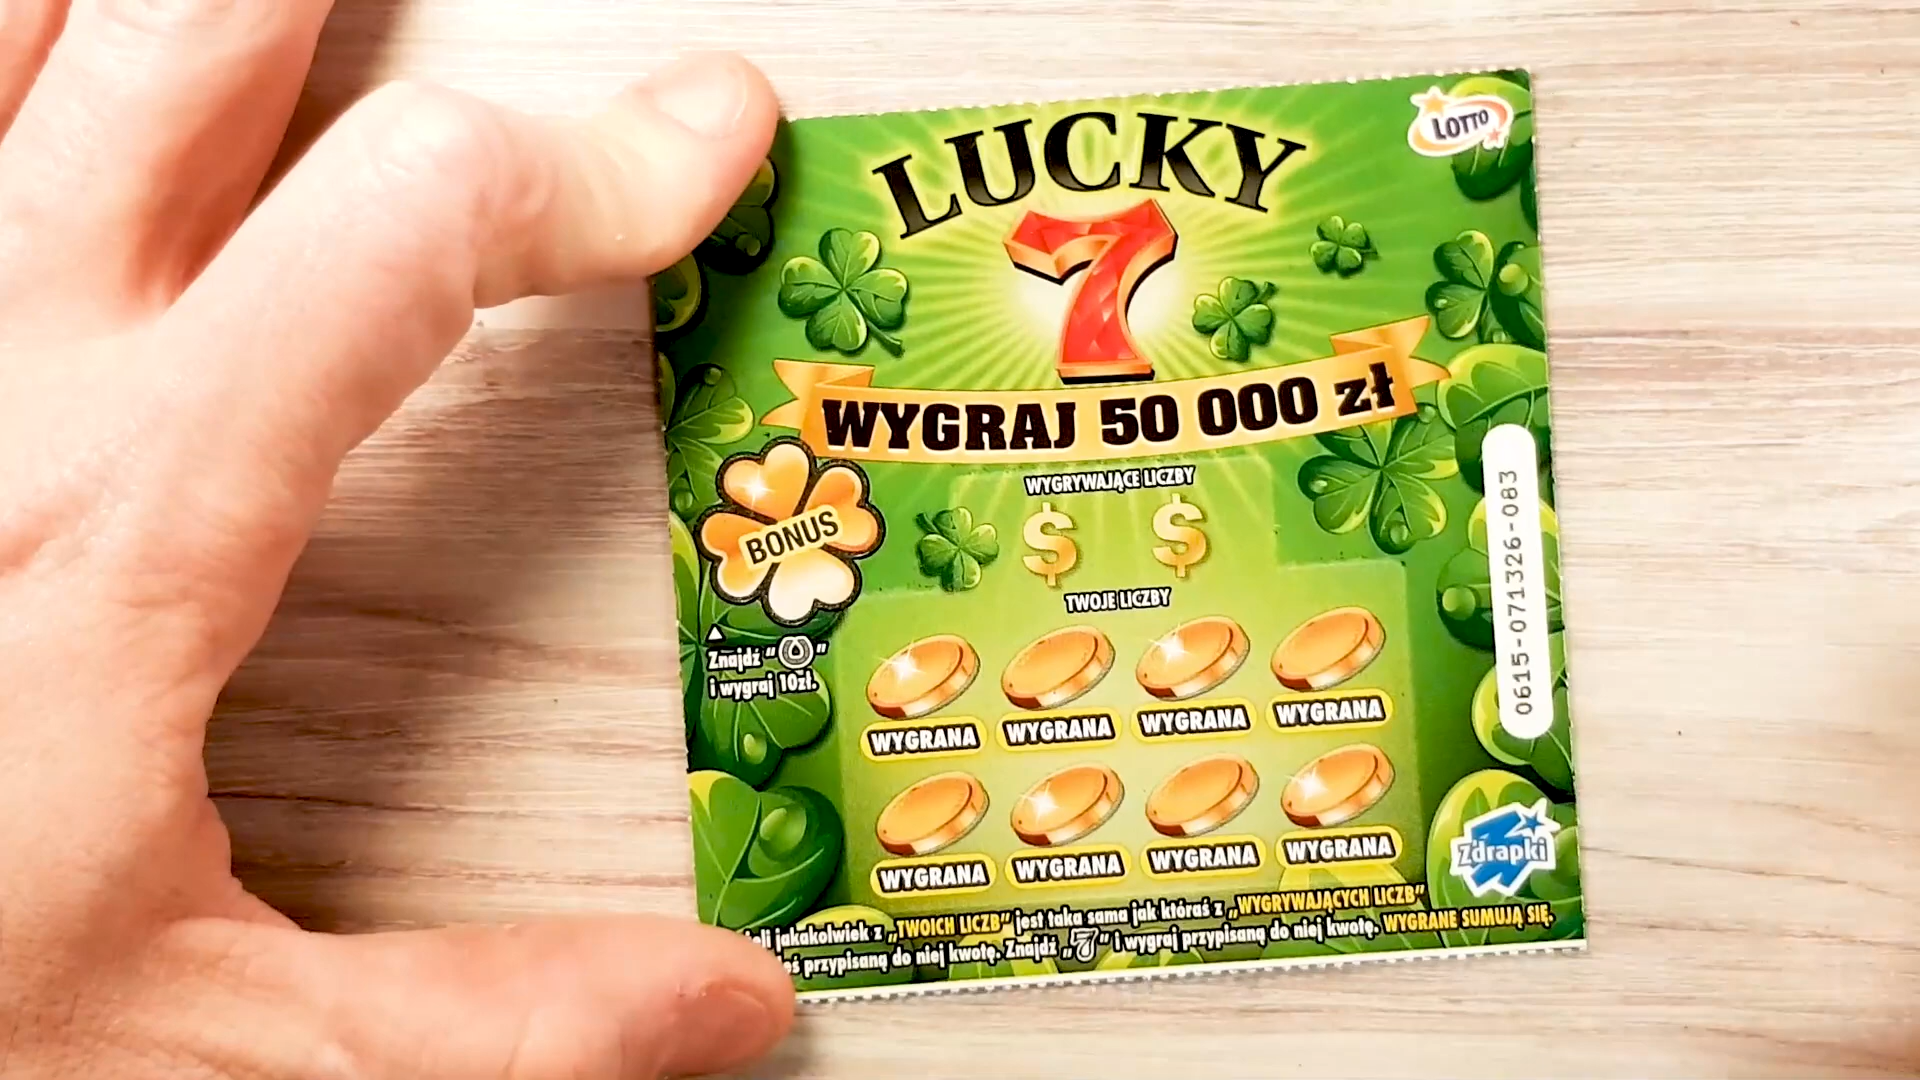 LOTTO
LUCKY
7
WYGRAJ 50 000 zł
WYGRYWAJĄCE LICZBY
$ $
BONUS
TWOJE LICZBY
Znajdź " "
i wygraj 10zł.
WYGRANA WYGRANA WYGRANA WYGRANA
WYGRANA WYGRANA WYGRANA WYGRANA
0615-071326-083
Zdrapki
jakakolwiek z „TWOICH LICZB" jest taka sama jak któraś z „WYGRYWAJĄCYCH LICZB"
przypisaną do niej kwotę. Znajdź „7" i wygraj przypisaną do niej kwotę. WYGRANE SUMUJĄ SIĘ.